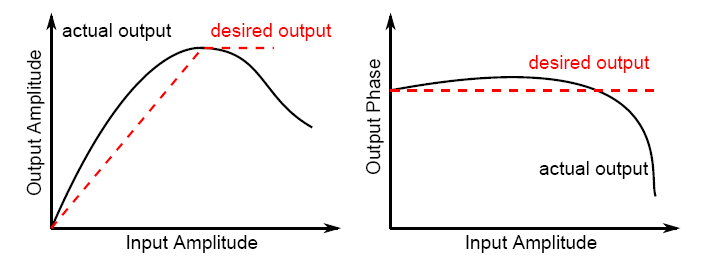 actual output
desired output
Output Amplitude
Input Amplitude
desired output
Output Phase
actual output
Input Amplitude